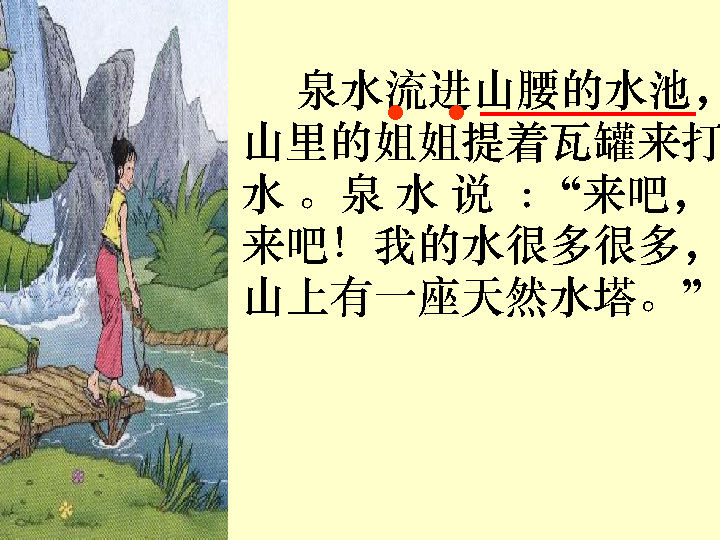 泉水流进山腰的水池，
山里的姐姐提着瓦罐来打
水 。泉 水 说 ：“来吧，
来吧！我的水很多很多，
山上有一座天然水塔。”